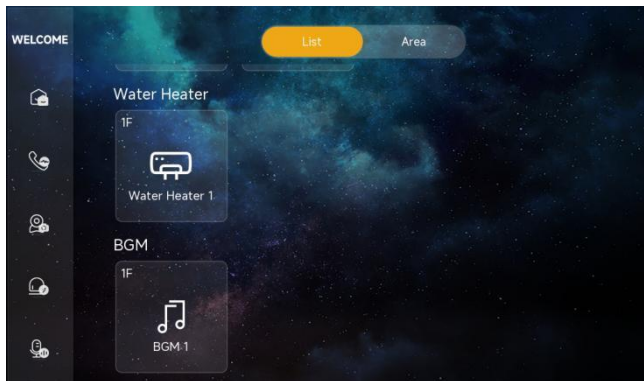 WELCOME
List
Area
Water Heater
1F
Water Heater 1
BGM
1F
BGM 1